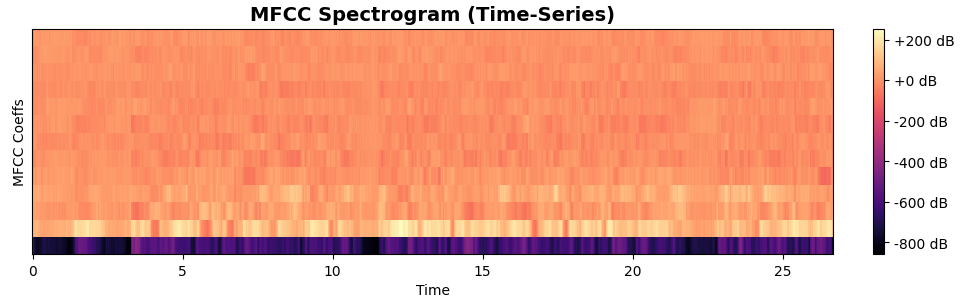 MFCC Spectrogram (Time-Series)
MFCC Coeffs
+200 dB
+0 dB
-200 dB
-400 dB
-600 dB
-800 dB
0 5 10 15 20 25
Time